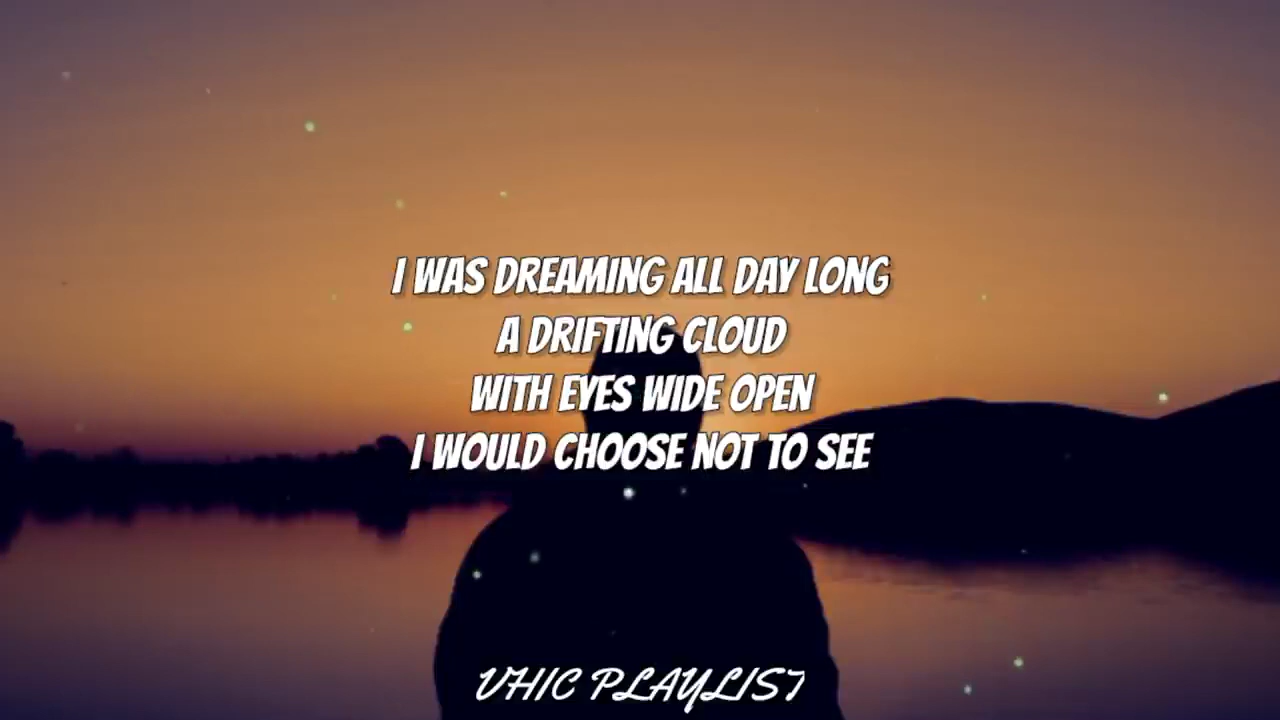 I WAS DREAMING ALL DAY LONG
A DRIFTING CLOUD
WITH EYES WIDE OPEN
I WOULD CHOOSE NOT TO SEE
VHIC PLAYLIST